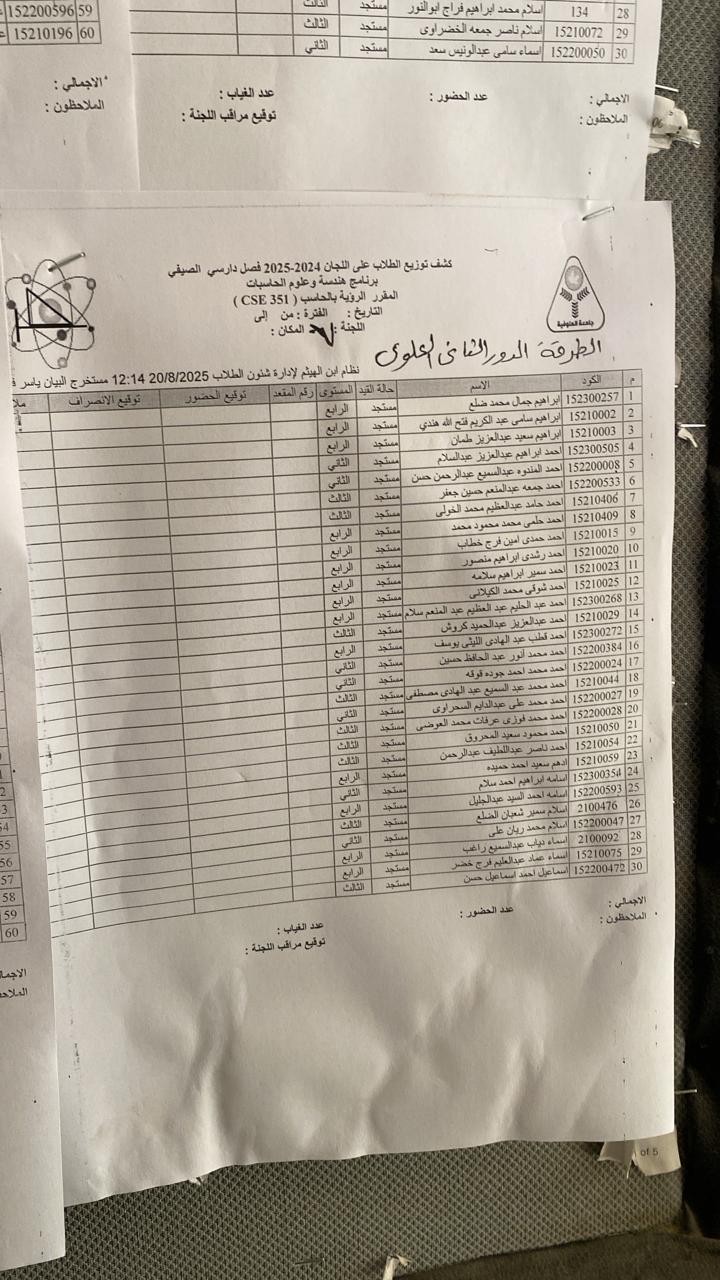 152200596 59
15210196 60
الاجمالي :
الملاحظون :
28 134 اسلام محمد ابراهيم فراج ابوالنور مستجد الثالث
29 15210072 اسلام ناصر جمعه الخضراوى مستجد الثالث
30 152200050 اسماء سامى عبدالونيس سعد مستجد الثاني
الاجمالي : عدد الحضور : عدد الغياب :
الملاحظون : توقيع مراقب اللجنة :
كشف توزيع الطلاب على اللجان 2024-2025 فصل دارسي الصيفي
برنامج هندسة وعلوم الحاسبات
المقرر الرؤية بالحاسب ( CSE 351 )
التاريخ : الفترة : من إلى
اللجنة : المكان :
جامعة المنوفية
الطرقة الدور الثانى علوى
نظام ابن الهيثم لإدارة شئون الطلاب 20/8/2025 12:14 مستخرج البيان ياسر
م الكود الاسم حالة القيد المستوى رقم المقعد توقيع الحضور توقيع الانصراف
1 152300257 ابراهيم جمال محمد ضلع مستجد الرابع
2 15210002 ابراهيم سامى عبد الكريم فتح الله هندي مستجد الرابع
3 15210003 ابراهيم سعيد عبدالعزيز طمان مستجد الرابع
4 152300505 احمد ابراهيم عبدالعزيز عبدالسلام مستجد الثاني
5 152200008 احمد المندوه عبدالسميع عبدالرحمن حسن مستجد الثاني
6 152200533 احمد جمعه عبدالمنعم حسين جعفر مستجد الثالث
7 15210406 احمد حامد عبدالعظيم محمد الخولى مستجد الثالث
8 15210409 احمد حلمى محمد محمود محمد مستجد الرابع
9 15210015 احمد حمدى امين فرج خطاب مستجد الرابع
10 15210020 احمد رشدى ابراهيم منصور مستجد الرابع
11 15210023 احمد سمير ابراهيم سلامه مستجد الرابع
12 15210025 احمد شوقى محمد الكيلانى مستجد الرابع
13 152300268 احمد عبد الحليم عبد العظيم عبد المنعم سلام مستجد الرابع
14 15210029 احمد عبدالعزيز عبدالحميد كروش مستجد الثالث
15 152300272 احمد قطب عبد الهادى الليثى يوسف مستجد الرابع
16 152200384 احمد محمد أنور عبد الحافظ حسين مستجد الثاني
17 152200024 احمد محمد احمد جوده قوقه مستجد الثاني
18 15210044 احمد محمد عبد السميع عبد الهادى مصطفى مستجد الثالث
19 152200027 احمد محمد على عبدالدايم السحراوى مستجد الثاني
20 152200028 احمد محمد فوزى عرفات محمد العوضى مستجد الثالث
21 15210050 احمد محمود سعيد المحروق مستجد الثالث
22 15210054 احمد ناصر عبداللطيف عبدالرحمن مستجد الثالث
23 15210059 ادهم سعيد احمد حميده مستجد الرابع
24 152300354 اسامه ابراهيم احمد سلام مستجد الثاني
25 152200593 اسامه احمد السيد عبدالجليل مستجد الرابع
26 2100476 اسلام سمير شعبان الضلع مستجد الثالث
27 152200047 اسلام محمد ريان على مستجد الثاني
28 2100092 اسماء دياب عبدالسميع راغب مستجد الرابع
29 15210075 اسماء عماد عبدالعليم فرج خضر مستجد الرابع
30 152200472 اسماعيل احمد اسماعيل حسن مستجد الثالث
الاجمالي : عدد الحضور : عدد الغياب :
الملاحظون : توقيع مراقب اللجنة :
55
56
57
58
59
60
of 5